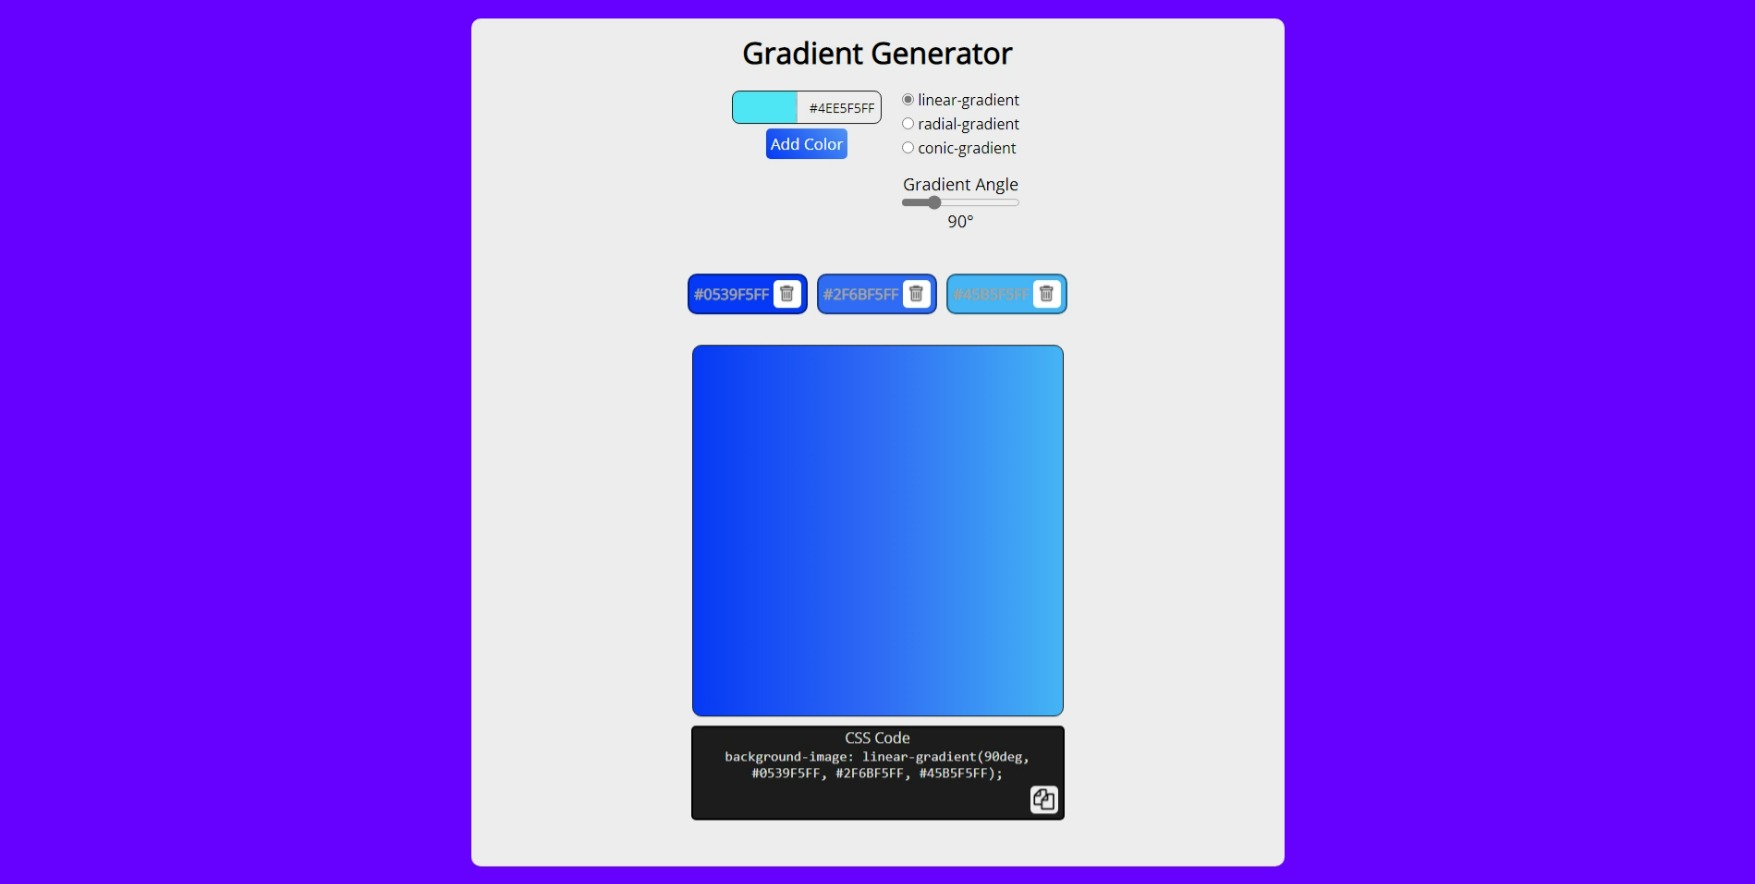 Gradient Generator
#4EE5F5FF
Add Color
linear-gradient
radial-gradient
conic-gradient
Gradient Angle
90°
#0539F5FF
#2F6BF5FF
#45B5F5FF
CSS Code
background-image: linear-gradient(90deg,
#0539F5FF, #2F6BF5FF, #45B5F5FF);